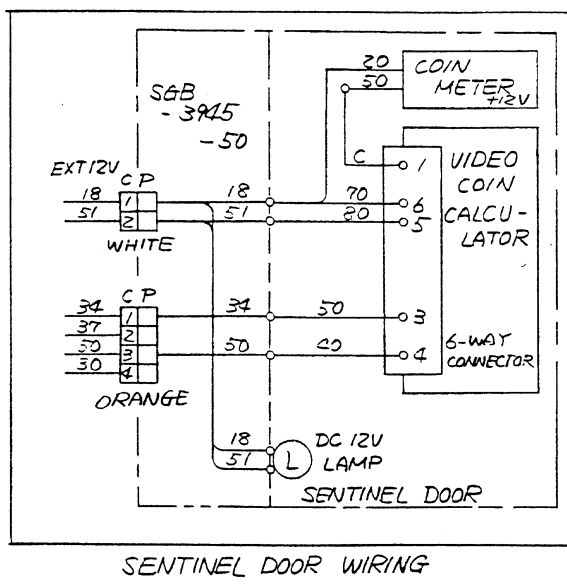 20
COIN
METER
+12V
50
S&B
- 3945
- 50
C
1
VIDEO
COIN
CALCU-
LATOR
EXT 12V
C P
18
1
18
70
6
51
2
51
80
5
WHITE
C P
34
1
34
50
3
37
2
50
3
50
40
4
30
4
6-WAY
CONNECTOR
ORANGE
18
DC 12V
51
L
LAMP
SENTINEL DOOR
SENTINEL DOOR WIRING